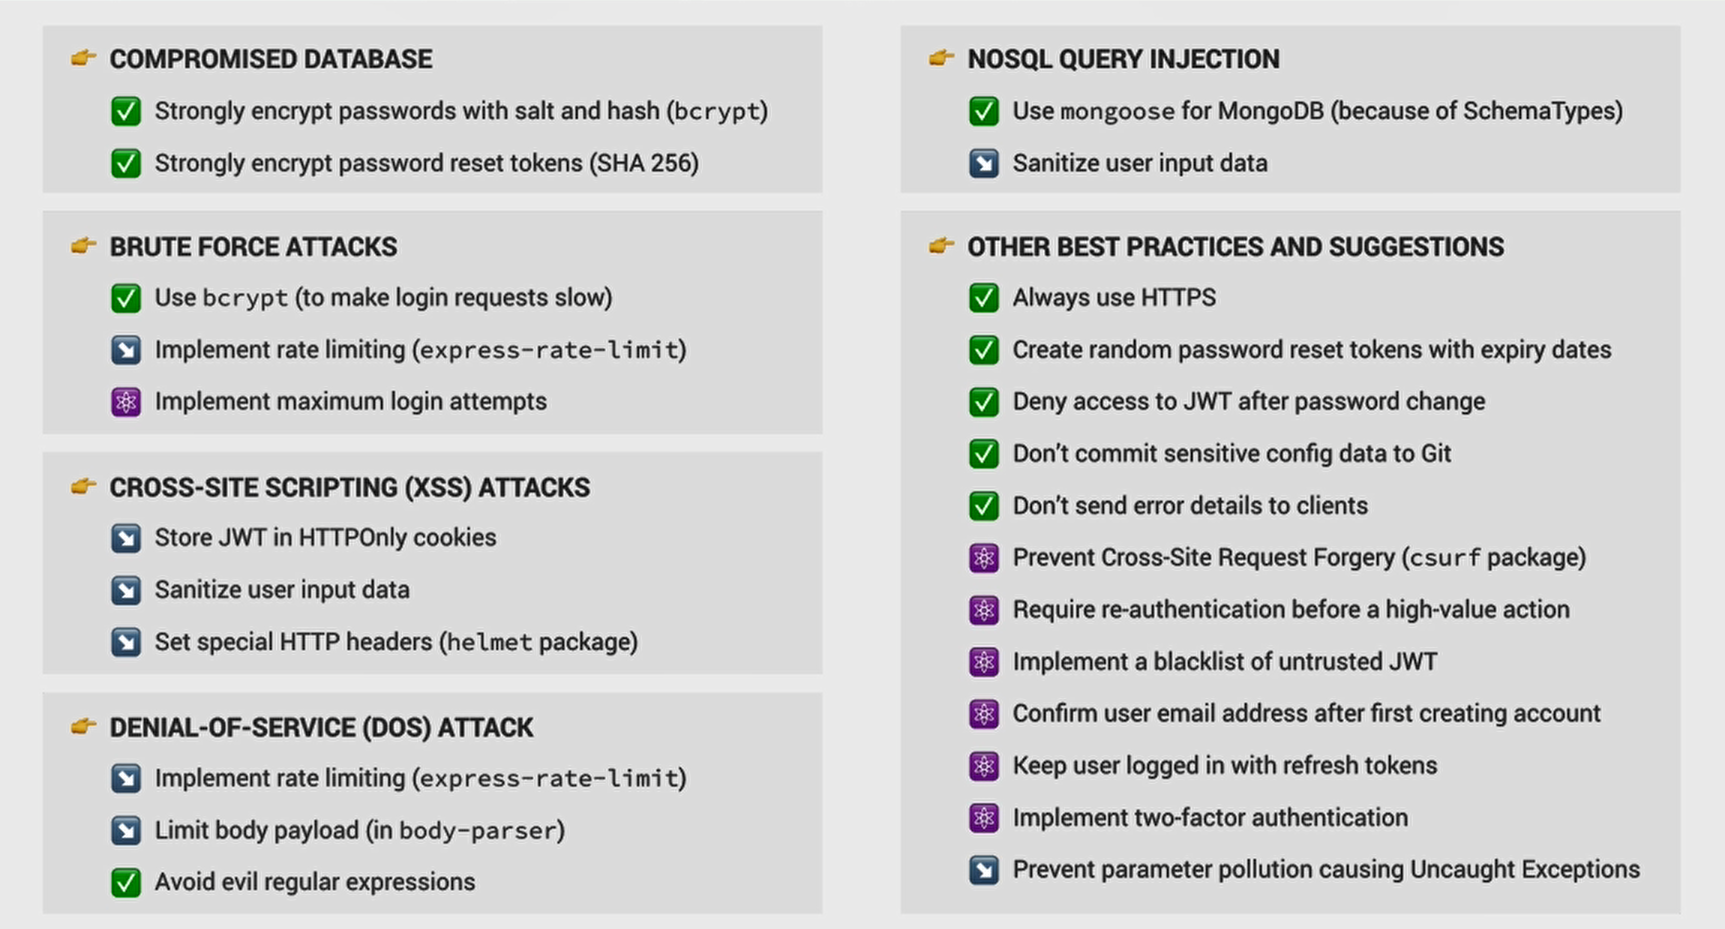 COMPROMISED DATABASE
Strongly encrypt passwords with salt and hash (bcrypt)
Strongly encrypt password reset tokens (SHA 256)
BRUTE FORCE ATTACKS
Use bcrypt (to make login requests slow)
Implement rate limiting (express-rate-limit)
Implement maximum login attempts
CROSS-SITE SCRIPTING (XSS) ATTACKS
Store JWT in HTTPOnly cookies
Sanitize user input data
Set special HTTP headers (helmet package)
DENIAL-OF-SERVICE (DOS) ATTACK
Implement rate limiting (express-rate-limit)
Limit body payload (in body-parser)
Avoid evil regular expressions
NOSQL QUERY INJECTION
Use mongoose for MongoDB (because of SchemaTypes)
Sanitize user input data
OTHER BEST PRACTICES AND SUGGESTIONS
Always use HTTPS
Create random password reset tokens with expiry dates
Deny access to JWT after password change
Don’t commit sensitive config data to Git
Don’t send error details to clients
Prevent Cross-Site Request Forgery (csurf package)
Require re-authentication before a high-value action
Implement a blacklist of untrusted JWT
Confirm user email address after first creating account
Keep user logged in with refresh tokens
Implement two-factor authentication
Prevent parameter pollution causing Uncaught Exceptions